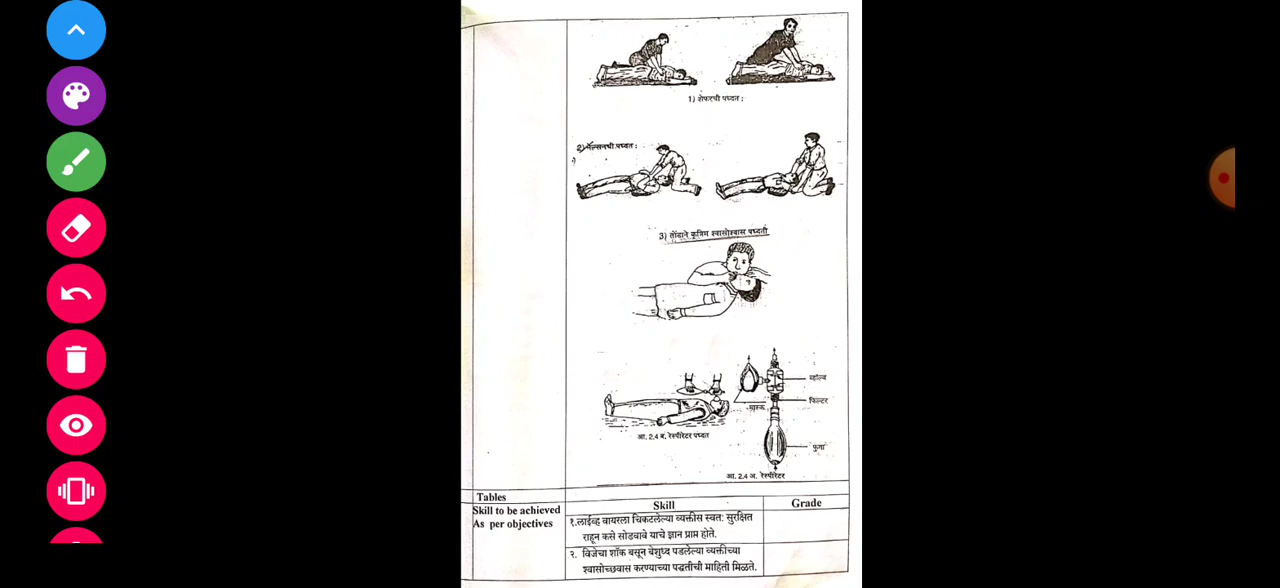 1) शेफरची पध्दत :
2) नेल्सनची पध्दत :
3) तोंडाने कृत्रिम श्वासोश्वास पध्दती
व्हॉल्व
मास्क
फिल्टर
आ. 2.4 ब. रेस्पीरेटर पध्दत
फुगा
आ. 2.4 अ. रेस्पीरेटर
Tables
Skill Grade
Skill to be achieved
As per objectives
१.लाईव्ह वायरला चिकटलेल्या व्यक्तीस स्वत: सुरक्षित
राहून कसे सोडवावे याचे ज्ञान प्राप्त होते.
२. विजेचा शॉक बसून बेशुध्द पडलेल्या व्यक्तीच्या
श्वासोच्छवास करण्याच्या पद्धतीची माहिती मिळते.